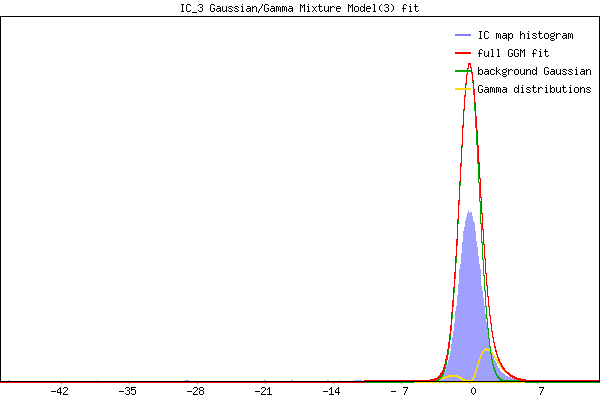 IC_3 Gaussian/Gamma Mixture Model(3) fit
IC map histogram
full GGM fit
background Gaussian
Gamma distributions
-42 -35 -28 -21 -14 - 7 0 7